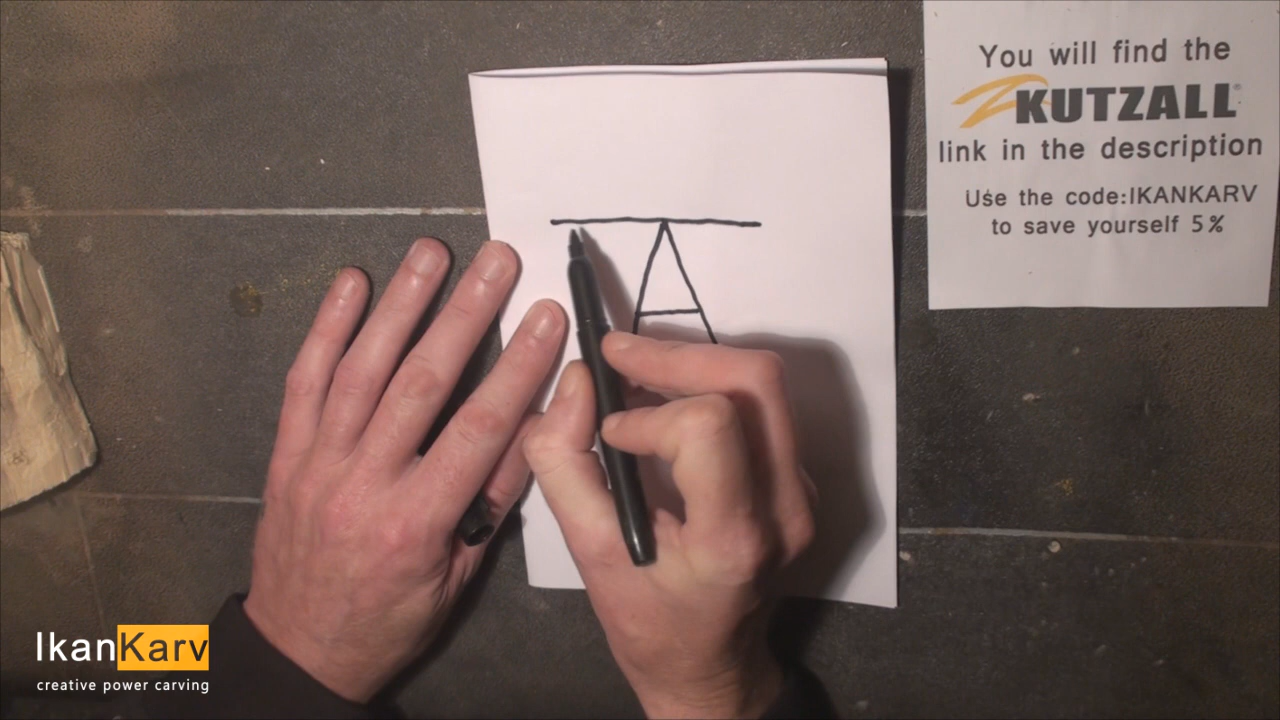 You will find the
KUTZALL®
link in the description
Use the code:IKANKARV
to save yourself 5%
A
IkanKarv
creative power carving